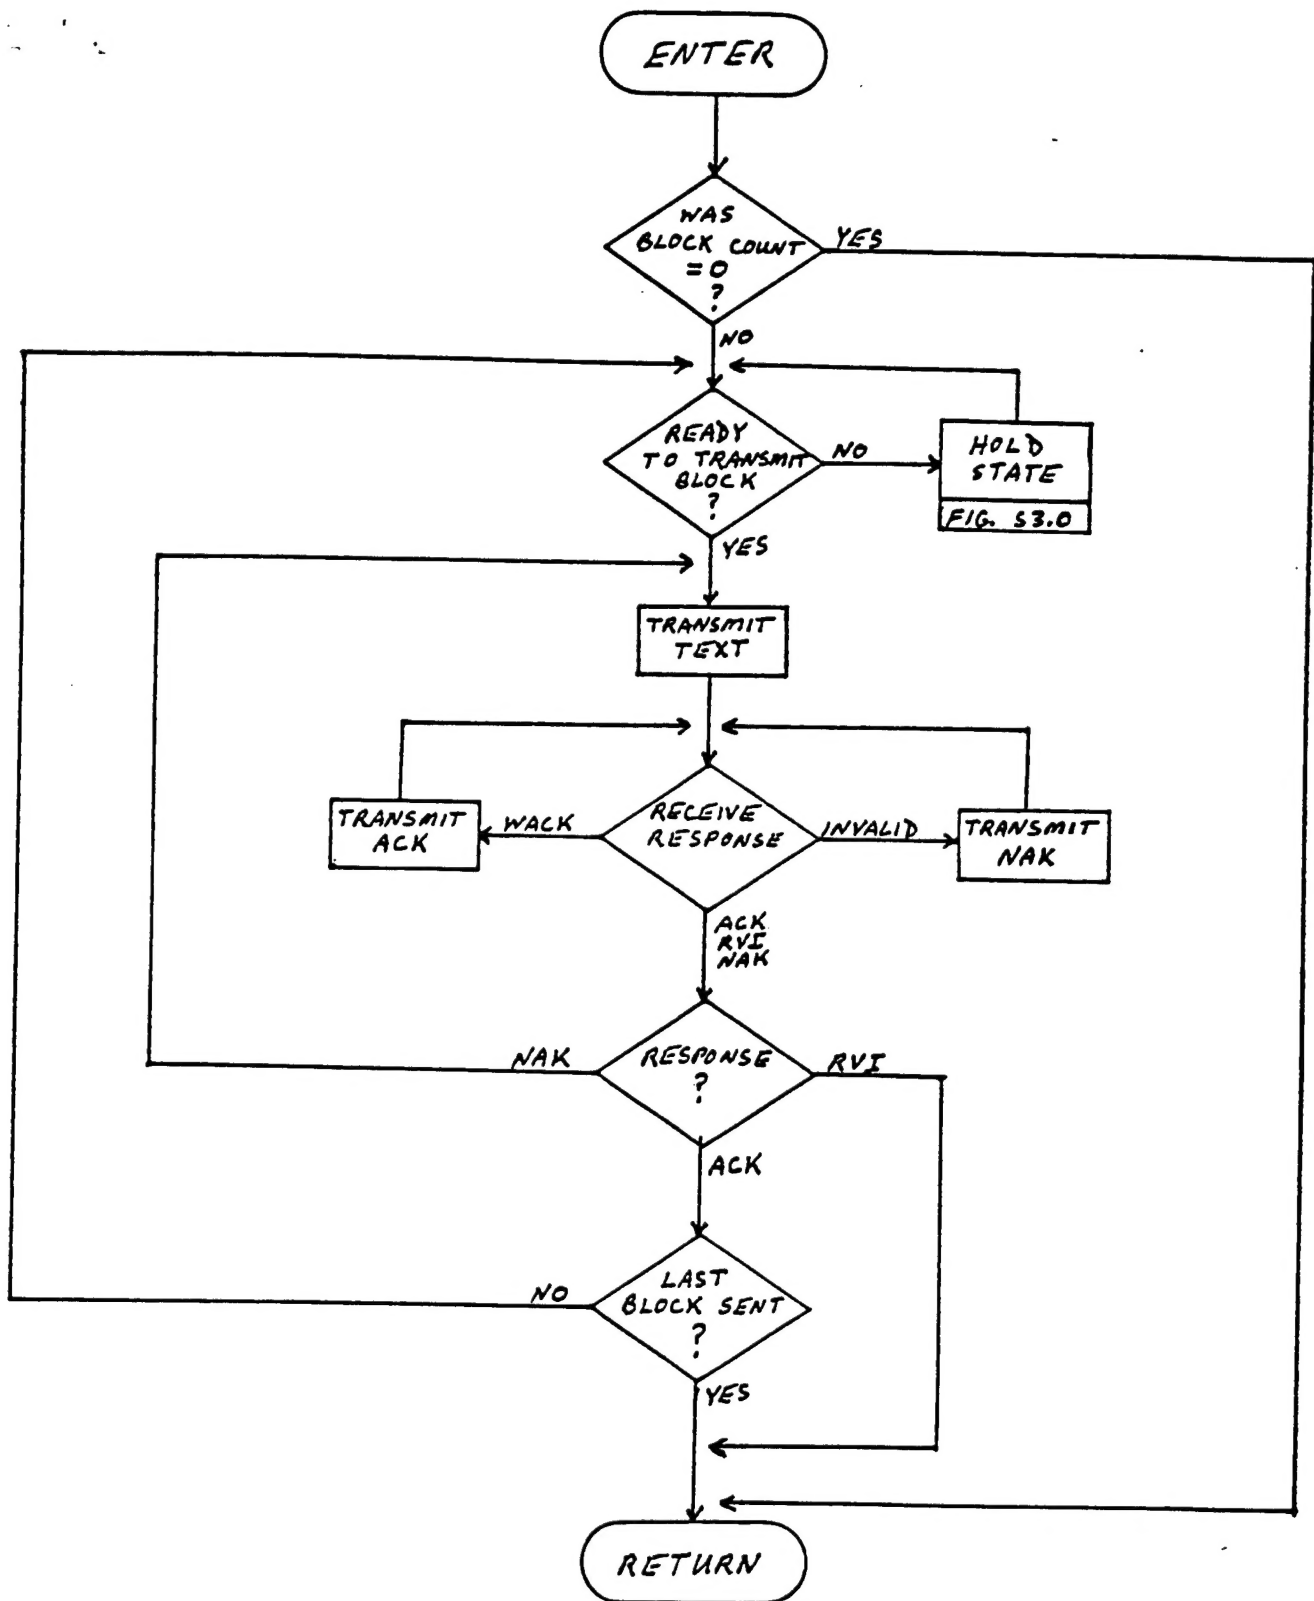 ENTER
WAS
BLOCK COUNT
= 0
?
YES
NO
READY
TO TRANSMIT
BLOCK
?
NO
HOLD
STATE
FIG. S3.0
YES
TRANSMIT
TEXT
TRANSMIT
ACK
WACK
RECEIVE
RESPONSE
INVALID
TRANSMIT
NAK
ACK
RVI
NAK
NAK
RESPONSE
?
RVI
ACK
NO
LAST
BLOCK SENT
?
YES
RETURN